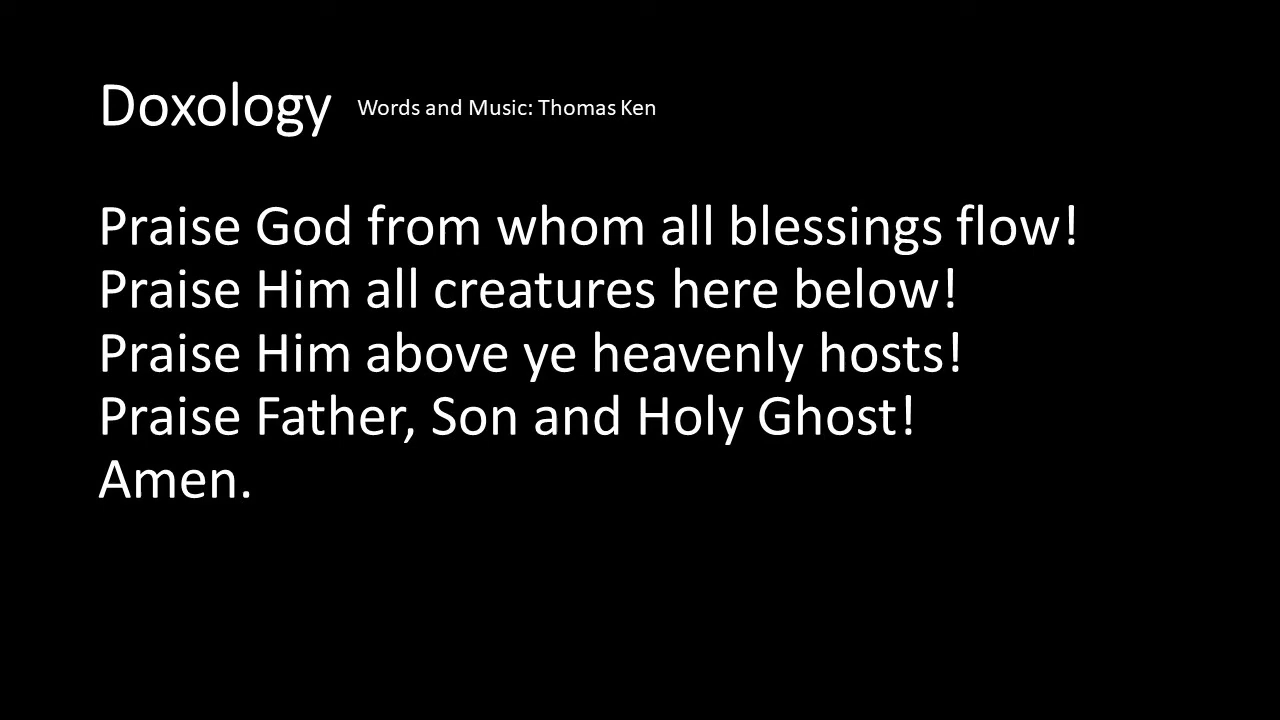 Doxology Words and Music: Thomas Ken
Praise God from whom all blessings flow!
Praise Him all creatures here below!
Praise Him above ye heavenly hosts!
Praise Father, Son and Holy Ghost!
Amen.